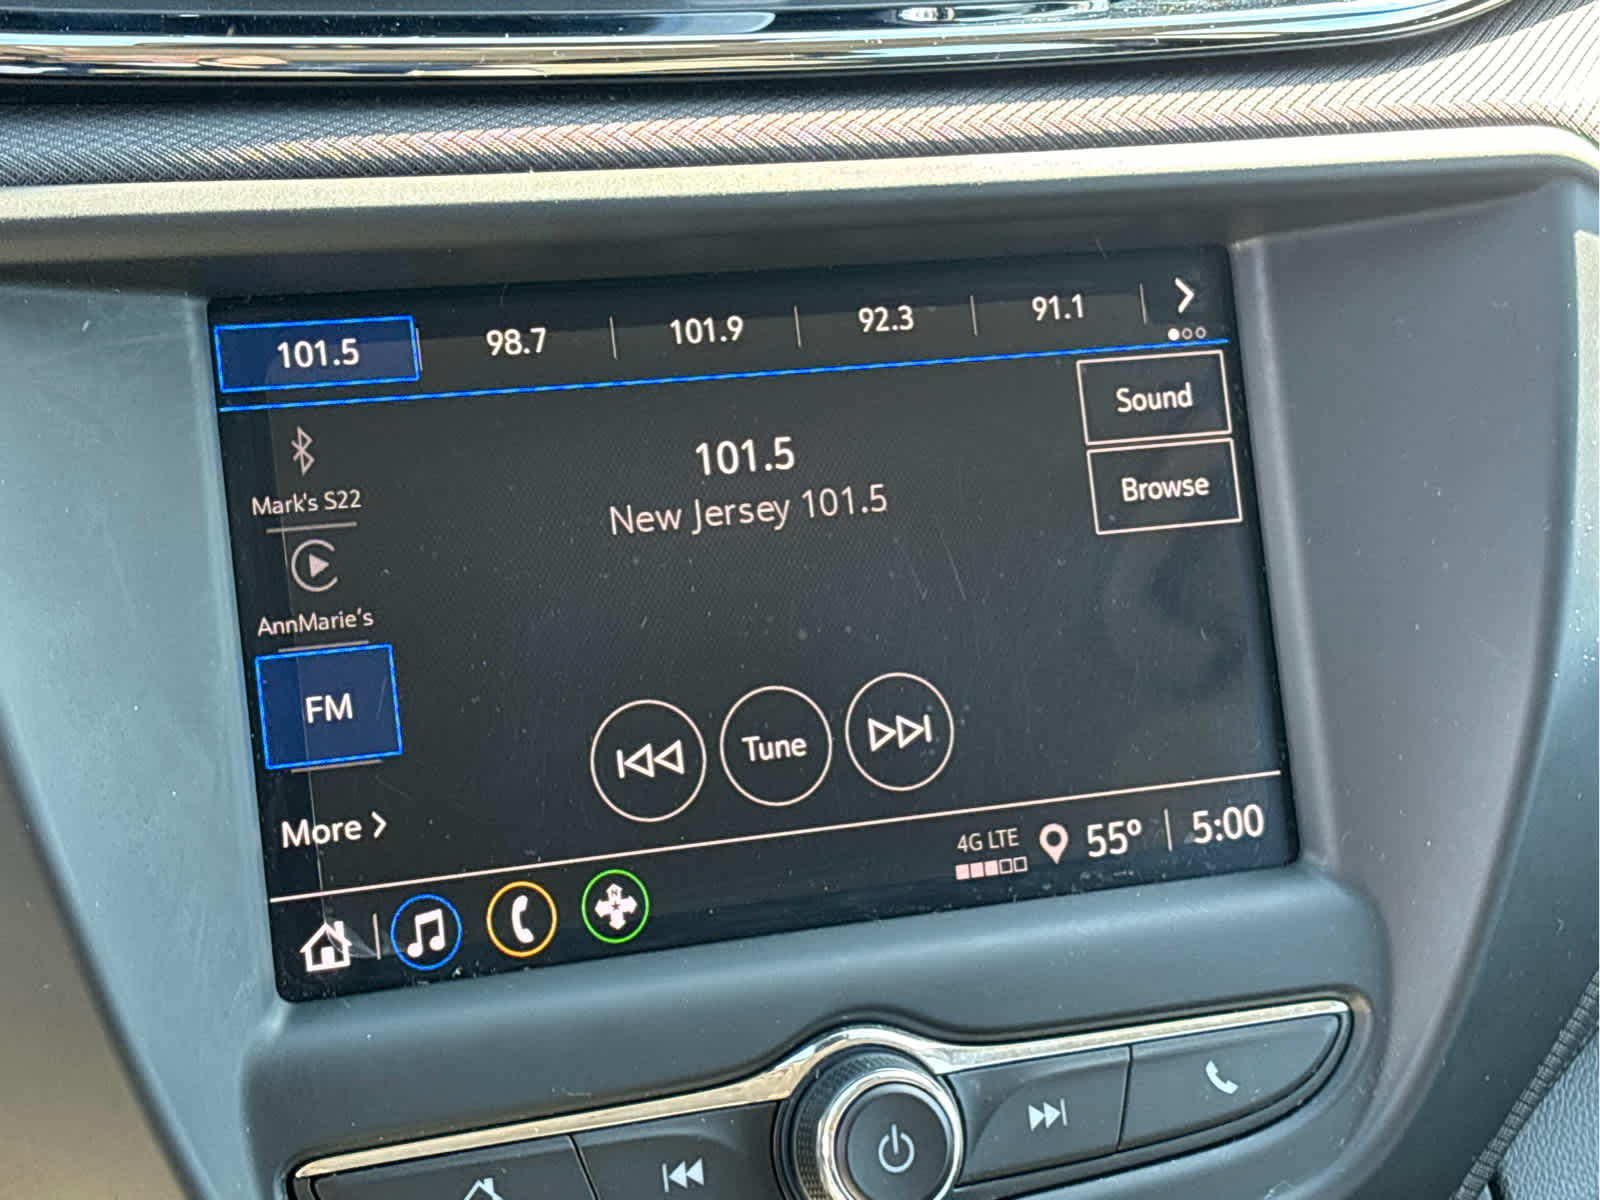 101.5
98.7
101.9
92.3
91.1
Sound
Browse
101.5
New Jersey 101.5
Mark's S22
AnnMarie's
FM
More
Tune
4G LTE
55°
5:00
N